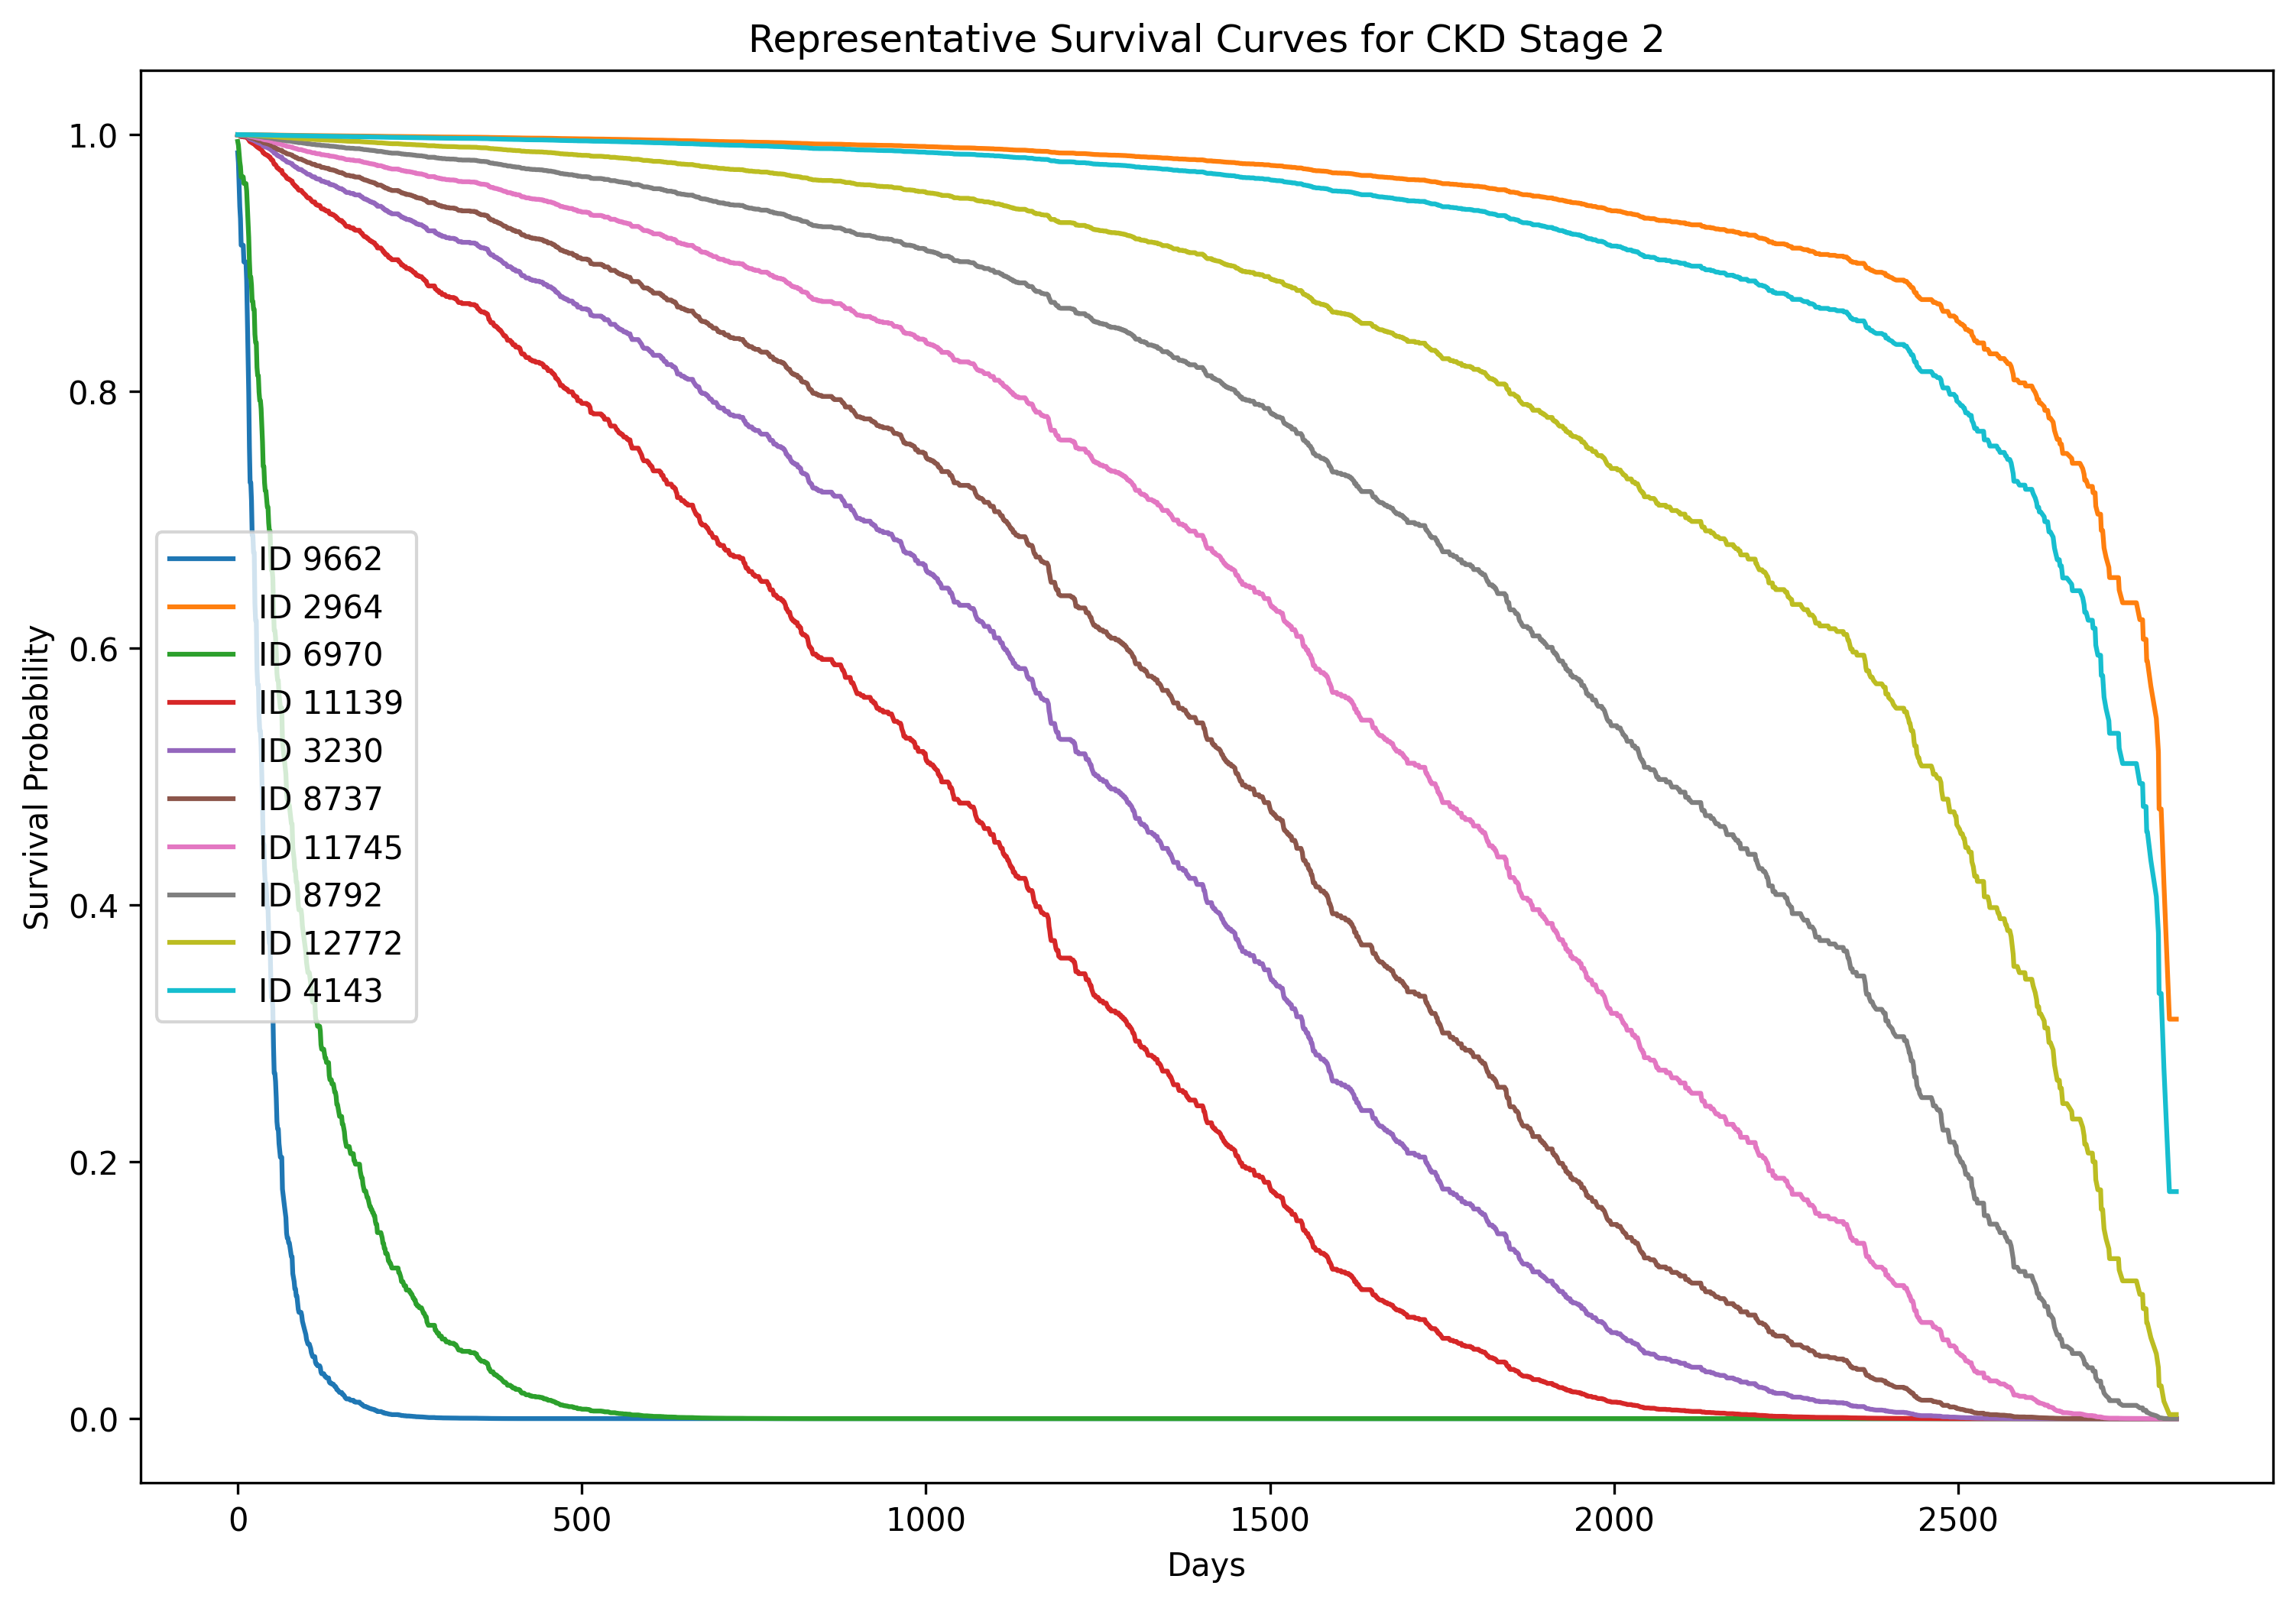 Representative Survival Curves for CKD Stage 2
Survival Probability
1.0
0.8
0.6
0.4
0.2
0.0
ID 9662
ID 2964
ID 6970
ID 11139
ID 3230
ID 8737
ID 11745
ID 8792
ID 12772
ID 4143
0
500
1000
1500
2000
2500
Days